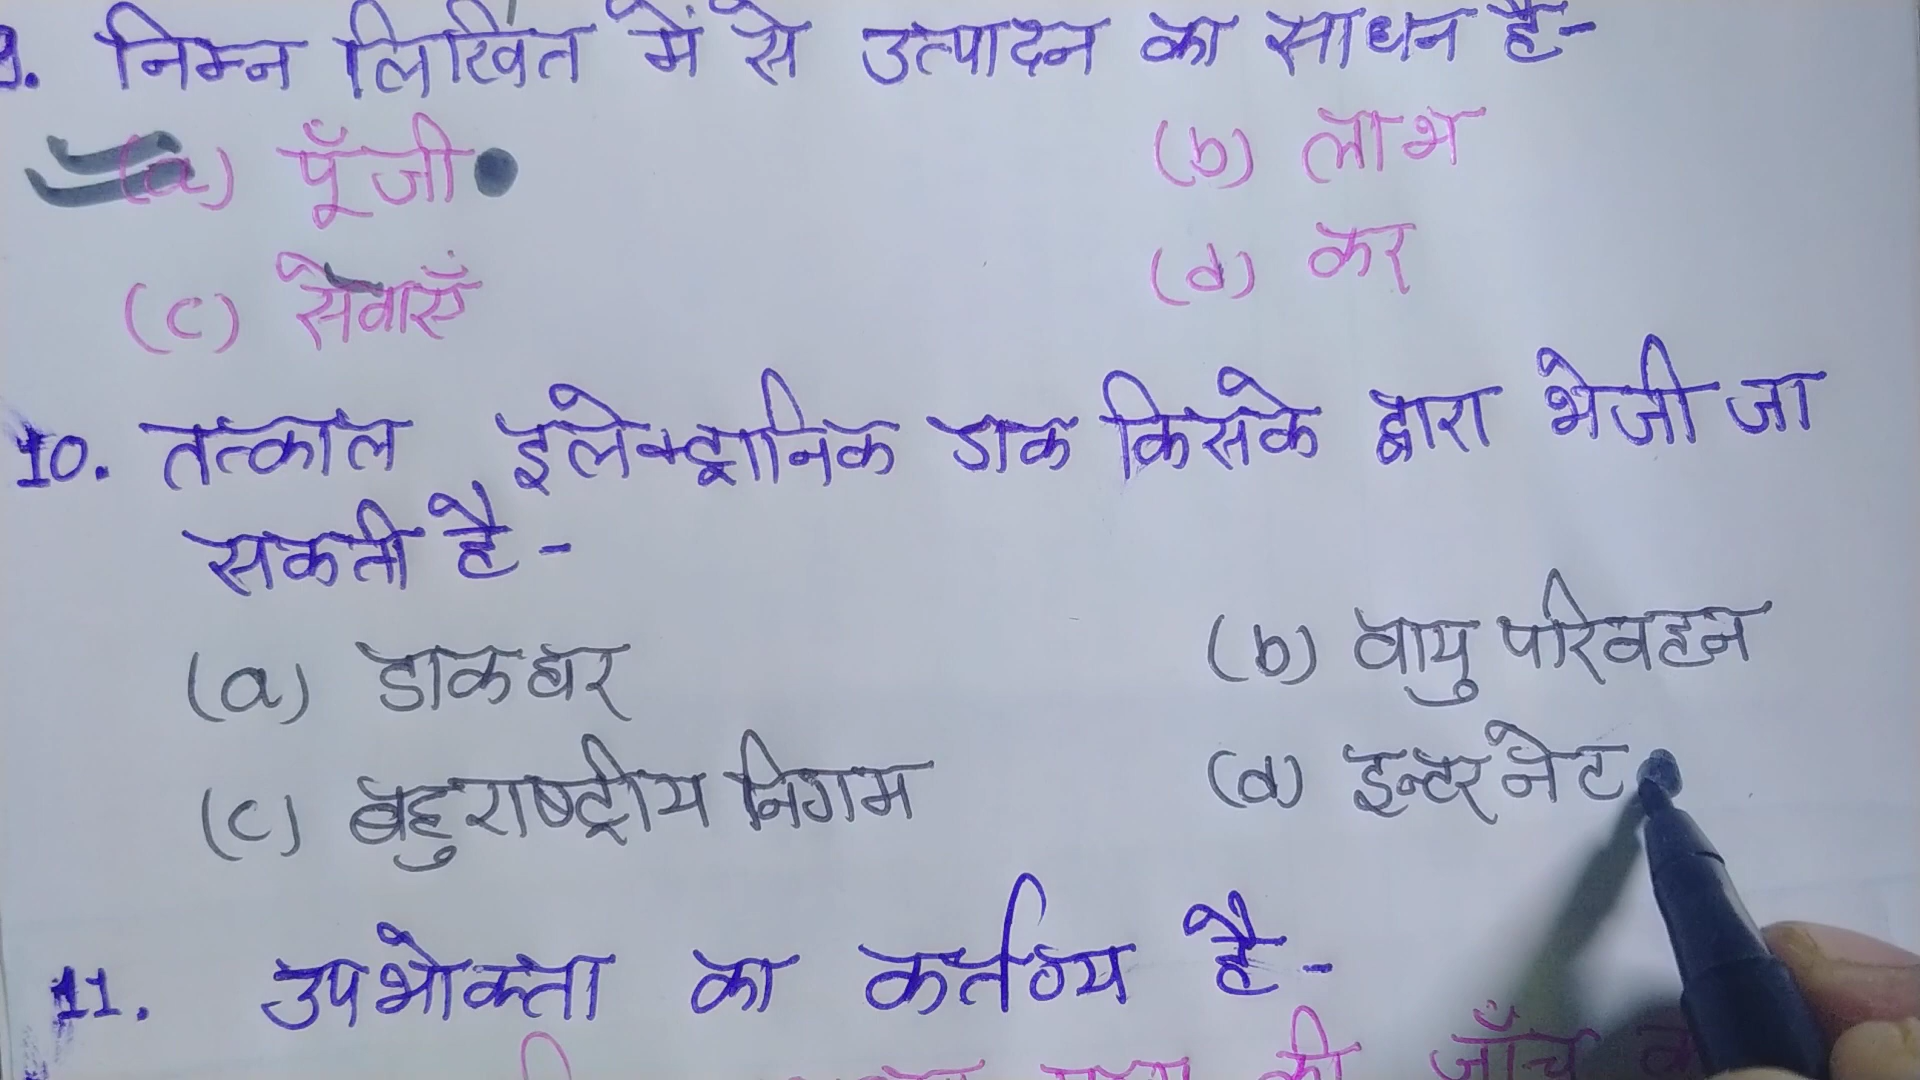 9. निम्न लिखित में से उत्पादन का साधन है-
(a) पूँजी (b) लाभ
(c) सेवाएँ (d) कर
10. तत्काल इलेक्ट्रानिक डाक किसके द्वारा भेजी जा
सकती है-
(a) डाकघर (b) वायु परिवहन
(c) बहुराष्ट्रीय निगम (d) इन्टरनेट
11. उपभोक्ता का कर्तव्य है-
की जाँच